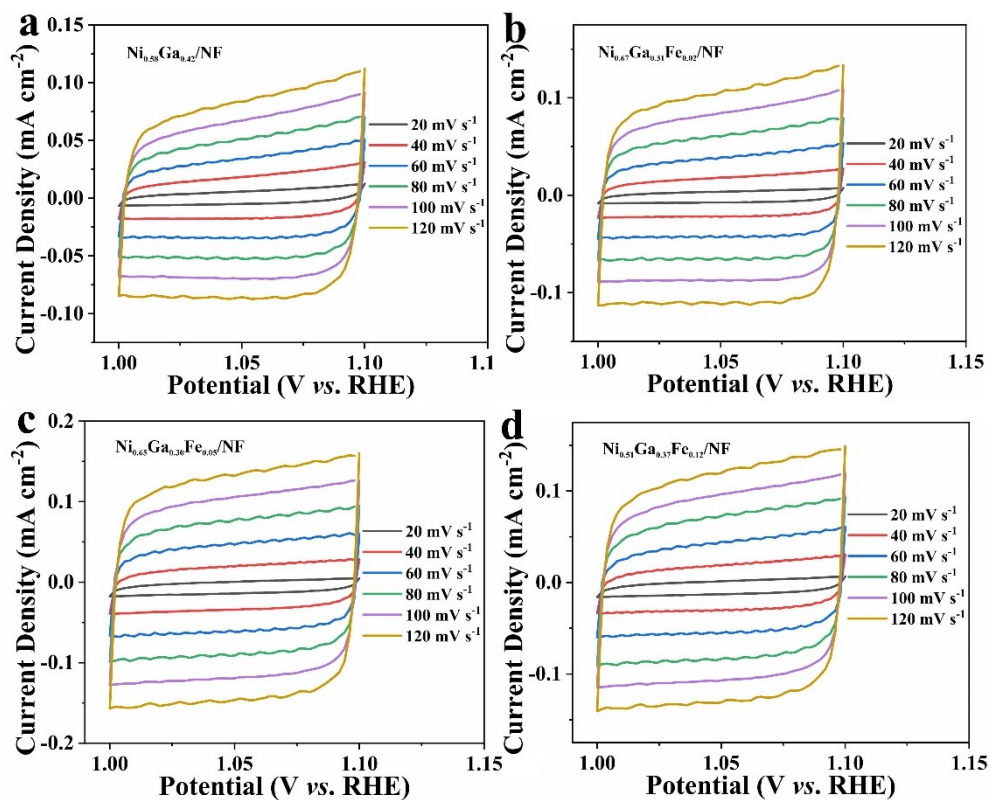 a
Ni0.58Ga0.42/NF
Current Density (mA cm-2)
0.15
0.10
0.05
0.00
-0.05
-0.10
20 mV s-1
40 mV s-1
60 mV s-1
80 mV s-1
100 mV s-1
120 mV s-1
1.00
1.05
1.10
1.1
Potential (V vs. RHE)
b
Ni0.67Ga0.31Fe0.02/NF
Current Density (mA cm-2)
0.1
0.0
-0.1
20 mV s-1
40 mV s-1
60 mV s-1
80 mV s-1
100 mV s-1
120 mV s-1
1.00
1.05
1.10
1.15
Potential (V vs. RHE)
c
Ni0.65Ga0.30Fe0.05/NF
Current Density (mA cm-2)
0.2
0.1
0.0
-0.1
-0.2
20 mV s-1
40 mV s-1
60 mV s-1
80 mV s-1
100 mV s-1
120 mV s-1
1.00
1.05
1.10
1.15
Potential (V vs. RHE)
d
Ni0.51Ga0.37Fe0.12/NF
Current Density (mA cm-2)
0.1
0.0
-0.1
20 mV s-1
40 mV s-1
60 mV s-1
80 mV s-1
100 mV s-1
120 mV s-1
1.00
1.05
1.10
1.15
Potential (V vs. RHE)